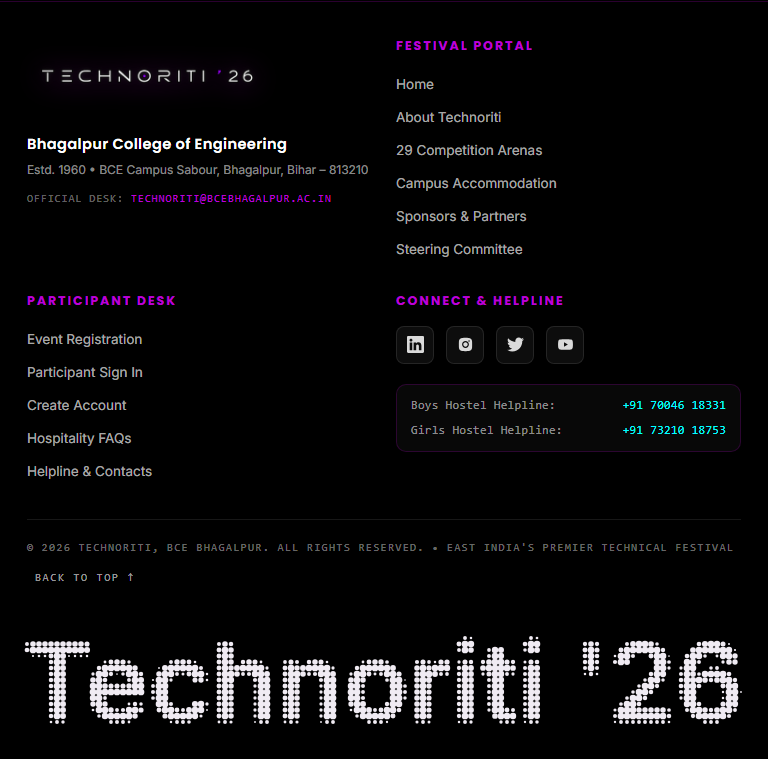 TECHNORITI '26
Bhagalpur College of Engineering
Estd. 1960 • BCE Campus Sabour, Bhagalpur, Bihar – 813210
OFFICIAL DESK: TECHNORITI@BCEBHAGALPUR.AC.IN
FESTIVAL PORTAL
Home
About Technoriti
29 Competition Arenas
Campus Accommodation
Sponsors & Partners
Steering Committee
PARTICIPANT DESK
Event Registration
Participant Sign In
Create Account
Hospitality FAQs
Helpline & Contacts
CONNECT & HELPLINE
Boys Hostel Helpline: +91 70046 18331
Girls Hostel Helpline: +91 73210 18753
© 2026 TECHNORITI, BCE BHAGALPUR. ALL RIGHTS RESERVED. • EAST INDIA'S PREMIER TECHNICAL FESTIVAL
BACK TO TOP ↑
Technoriti '26